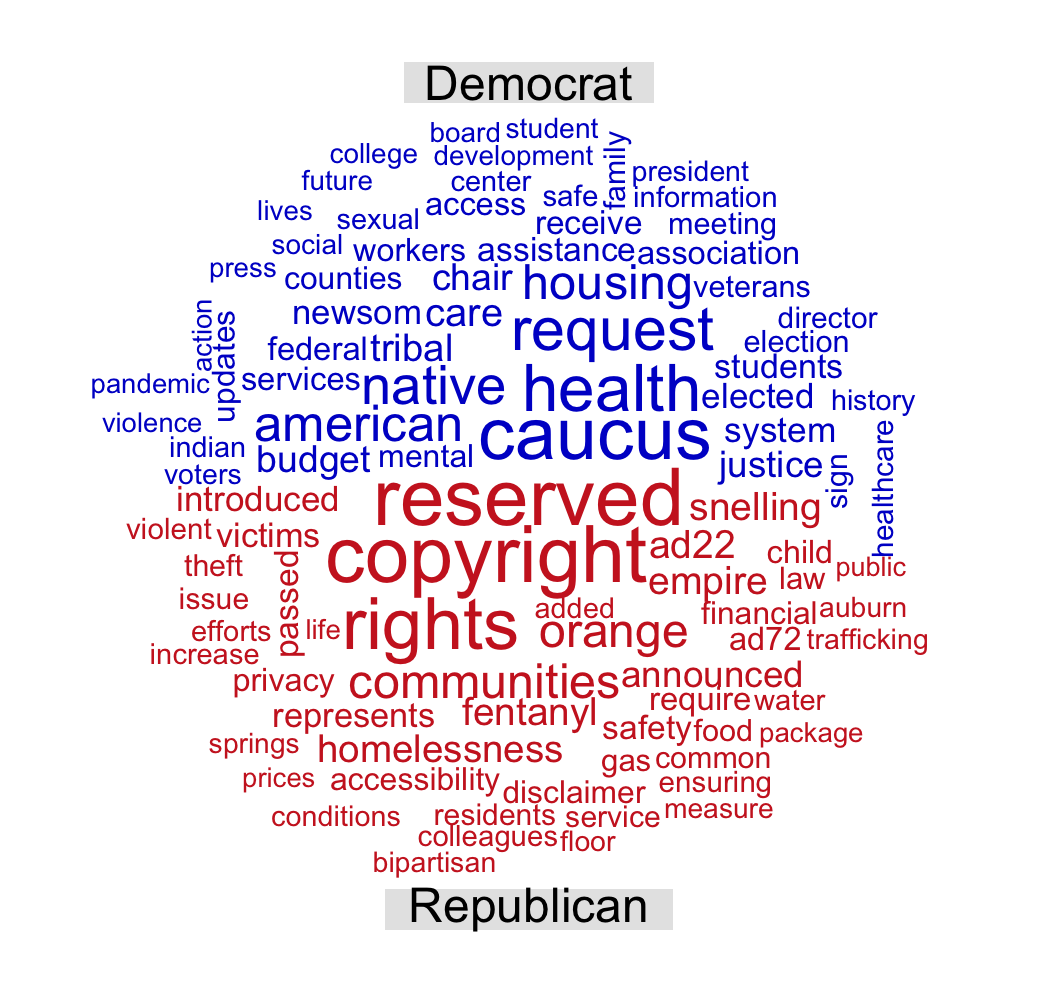 Democrat
board student
college development family
future center president
lives access safe information
sexual receive meeting
social workers assistance association
press counties chair housing veterans
action updates newsom care request director
federal tribal election
pandemic services native health students
elected history
violence american caucus system
indian budget mental justice sign healthcare
voters
introduced reserved snelling
violent victims copyright ad22 child
theft passed empire law public
issue rights added financial auburn
efforts life orange ad72 trafficking
increase
privacy communities announced
represents fentanyl require water
springs homelessness safety food package
prices accessibility gas common
disclaimer ensuring
conditions residents service measure
colleagues floor
bipartisan
Republican